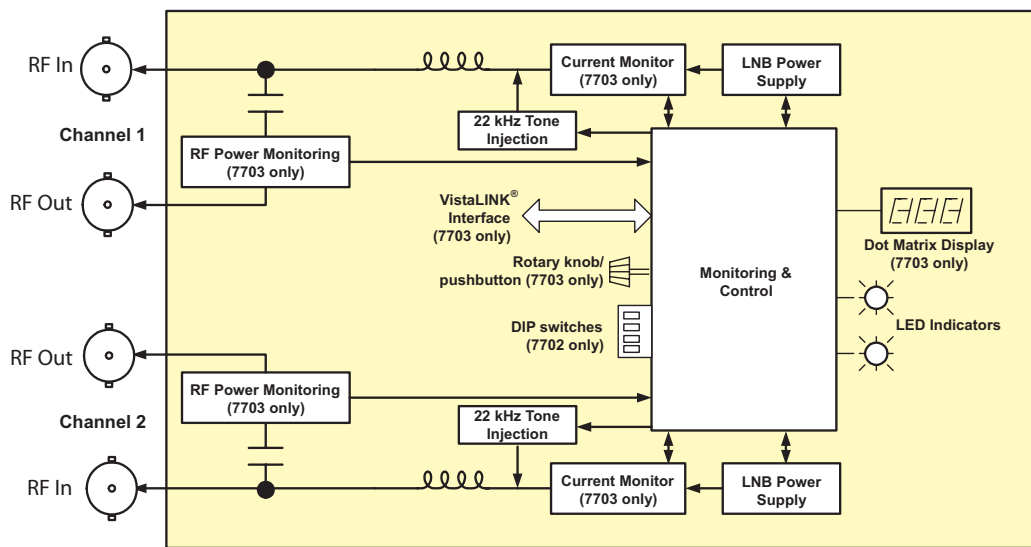 RF In
Channel 1
RF Out
RF Power Monitoring
(7703 only)
Current Monitor
(7703 only)
LNB Power
Supply
22 kHz Tone
Injection
VistaLINK®
Interface
(7703 only)
Rotary knob/
pushbutton (7703 only)
DIP switches
(7702 only)
Monitoring &
Control
Dot Matrix Display
(7703 only)
LED Indicators
RF Out
Channel 2
RF In
RF Power Monitoring
(7703 only)
22 kHz Tone
Injection
Current Monitor
(7703 only)
LNB Power
Supply